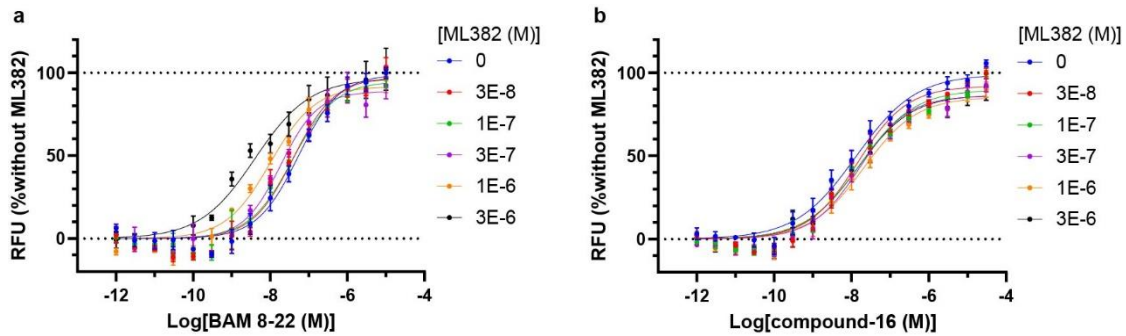 a
RFU (%without ML382)
100
50
0
-12
-10
-8
-6
-4
Log[BAM 8-22 (M)]
[ML382 (M)]
0
3E-8
1E-7
3E-7
1E-6
3E-6
b
RFU (%without ML382)
100
50
0
-12
-10
-8
-6
-4
Log[compound-16 (M)]
[ML382 (M)]
0
3E-8
1E-7
3E-7
1E-6
3E-6